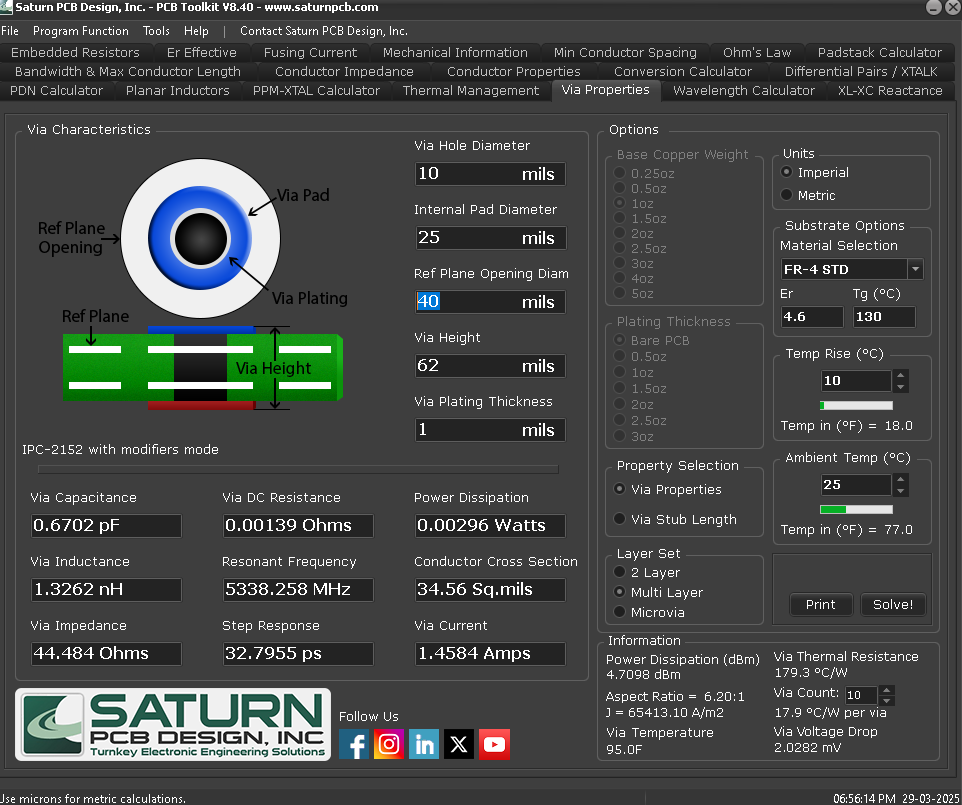 Saturn PCB Design, Inc. - PCB Toolkit V8.40 - www.saturnpcb.com
File Program Function Tools Help | Contact Saturn PCB Design, Inc.
Embedded Resistors Er Effective Fusing Current Mechanical Information Min Conductor Spacing Ohm's Law Padstack Calculator
Bandwidth & Max Conductor Length Conductor Impedance Conductor Properties Conversion Calculator Differential Pairs / XTALK
PDN Calculator Planar Inductors PPM-XTAL Calculator Thermal Management Via Properties Wavelength Calculator XL-XC Reactance
Via Characteristics
Via Pad
Ref Plane
Opening
Via Plating
Ref Plane
Via Height
Via Hole Diameter
10 mils
Internal Pad Diameter
25 mils
Ref Plane Opening Diam
40 mils
Via Height
62 mils
Via Plating Thickness
1 mils
IPC-2152 with modifiers mode
Via Capacitance Via DC Resistance Power Dissipation
0.6702 pF 0.00139 Ohms 0.00296 Watts
Via Inductance Resonant Frequency Conductor Cross Section
1.3262 nH 5338.258 MHz 34.56 Sq.mils
Via Impedance Step Response Via Current
44.484 Ohms 32.7955 ps 1.4584 Amps
SATURN
PCB DESIGN, INC
Turnkey Electronic Engineering Solutions
Follow Us
Options
Base Copper Weight
0.25oz
0.5oz
1oz
1.5oz
2oz
2.5oz
3oz
4oz
5oz
Plating Thickness
Bare PCB
0.5oz
1oz
1.5oz
2oz
2.5oz
3oz
Property Selection
Via Properties
Via Stub Length
Layer Set
2 Layer
Multi Layer
Microvia
Units
Imperial
Metric
Substrate Options
Material Selection
FR-4 STD
Er Tg (ºC)
4.6 130
Temp Rise (ºC)
10
Temp in (ºF) = 18.0
Ambient Temp (ºC)
25
Temp in (ºF) = 77.0
Print Solve!
Information
Power Dissipation (dBm)
4.7098 dBm
Aspect Ratio = 6.20:1
J = 65413.10 A/m2
Via Temperature
95.0F
Via Thermal Resistance
179.3 ºC/W
Via Count: 10
17.9 ºC/W per via
Via Voltage Drop
2.0282 mV
Use microns for metric calculations.
06:56:14 PM 29-03-2025